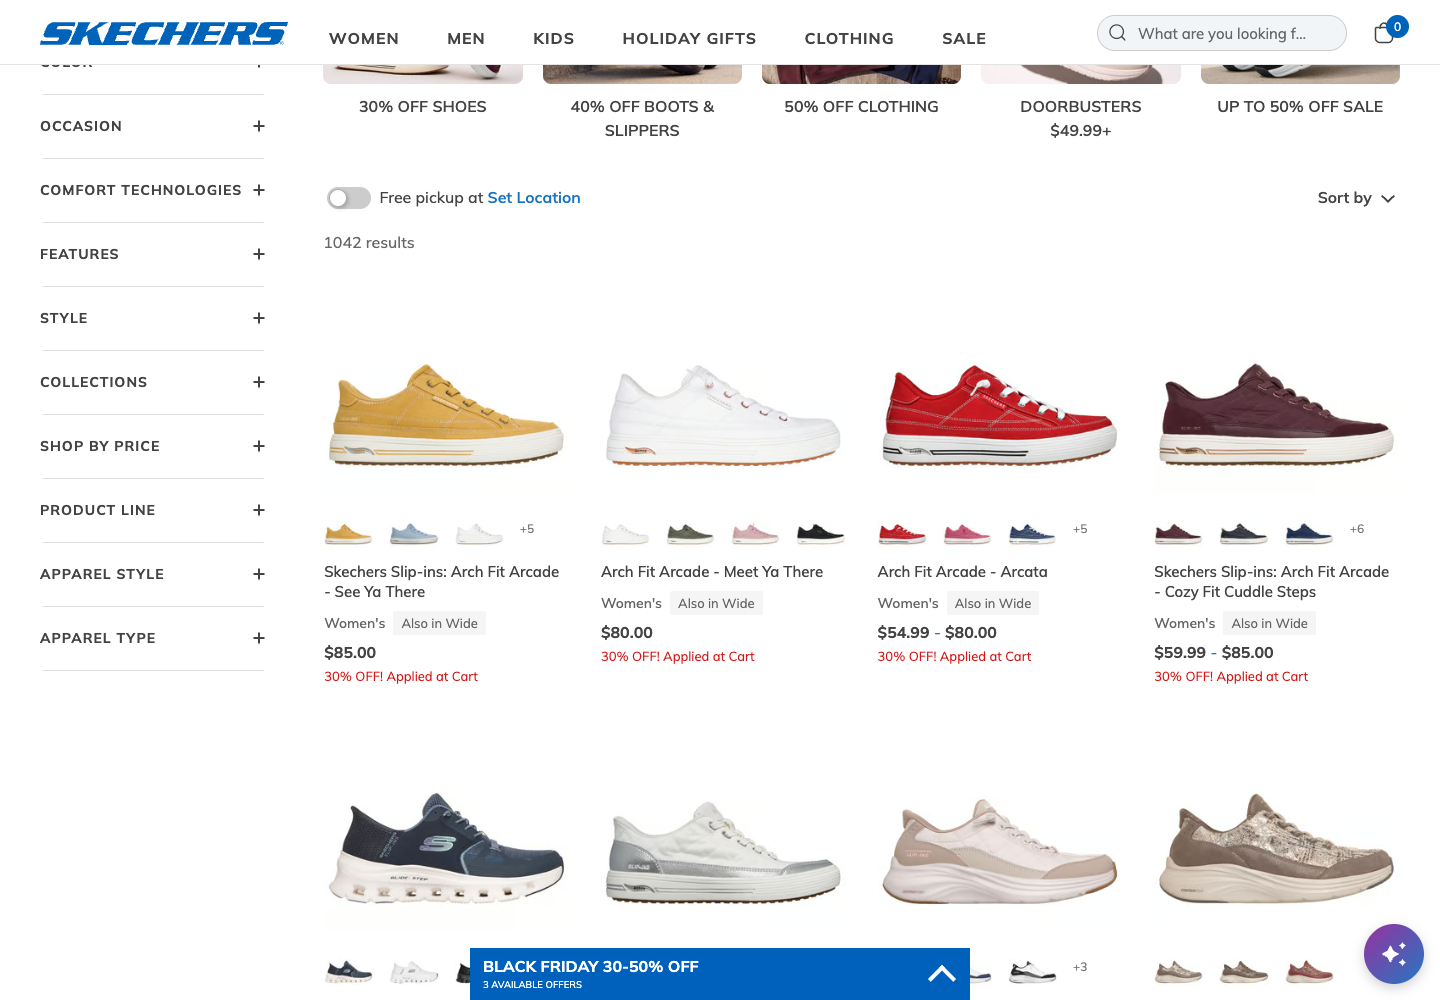 SKECHERS
WOMEN
MEN
KIDS
HOLIDAY GIFTS
CLOTHING
SALE
What are you looking f...
0
COLOR
OCCASION
COMFORT TECHNOLOGIES
FEATURES
STYLE
COLLECTIONS
SHOP BY PRICE
PRODUCT LINE
APPAREL STYLE
APPAREL TYPE
30% OFF SHOES
40% OFF BOOTS &
SLIPPERS
50% OFF CLOTHING
DOORBUSTERS
$49.99+
UP TO 50% OFF SALE
Free pickup at Set Location
Sort by
1042 results
+5
Skechers Slip-ins: Arch Fit Arcade
- See Ya There
Women's
Also in Wide
$85.00
30% OFF! Applied at Cart
Arch Fit Arcade - Meet Ya There
Women's
Also in Wide
$80.00
30% OFF! Applied at Cart
+5
Arch Fit Arcade - Arcata
Women's
Also in Wide
$54.99 - $80.00
30% OFF! Applied at Cart
+6
Skechers Slip-ins: Arch Fit Arcade
- Cozy Fit Cuddle Steps
Women's
Also in Wide
$59.99 - $85.00
30% OFF! Applied at Cart
GLIDE-STEP
+3
BLACK FRIDAY 30-50% OFF
3 AVAILABLE OFFERS